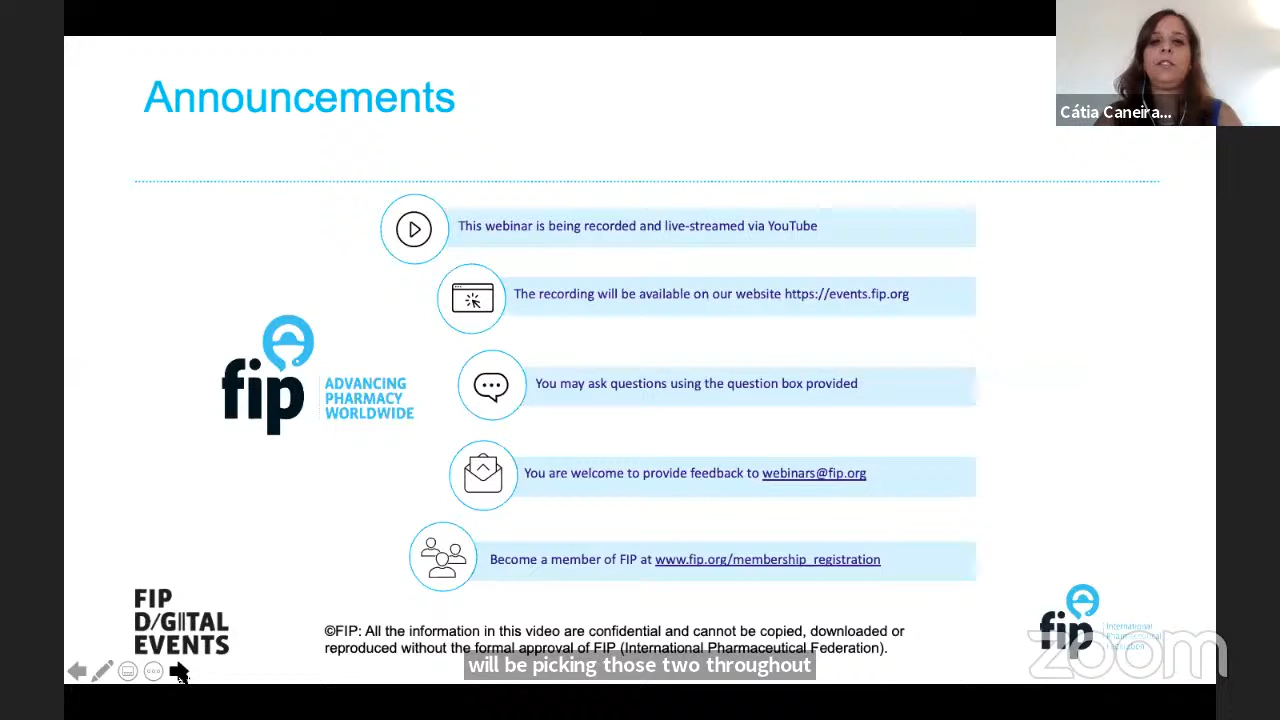 Announcements
Cátia Caneira...
This webinar is being recorded and live-streamed via YouTube
The recording will be available on our website https://events.fip.org
fip
ADVANCING
PHARMACY
WORLDWIDE
You may ask questions using the question box provided
You are welcome to provide feedback to webinars@fip.org
Become a member of FIP at www.fip.org/membership_registration
FIP
D/GITAL
EVENTS
©FIP: All the information in this video are confidential and cannot be copied, downloaded or
reproduced without the formal approval of FIP (International Pharmaceutical Federation).
will be picking those two throughout
fip
International
Pharmaceutical
Federation
zoom